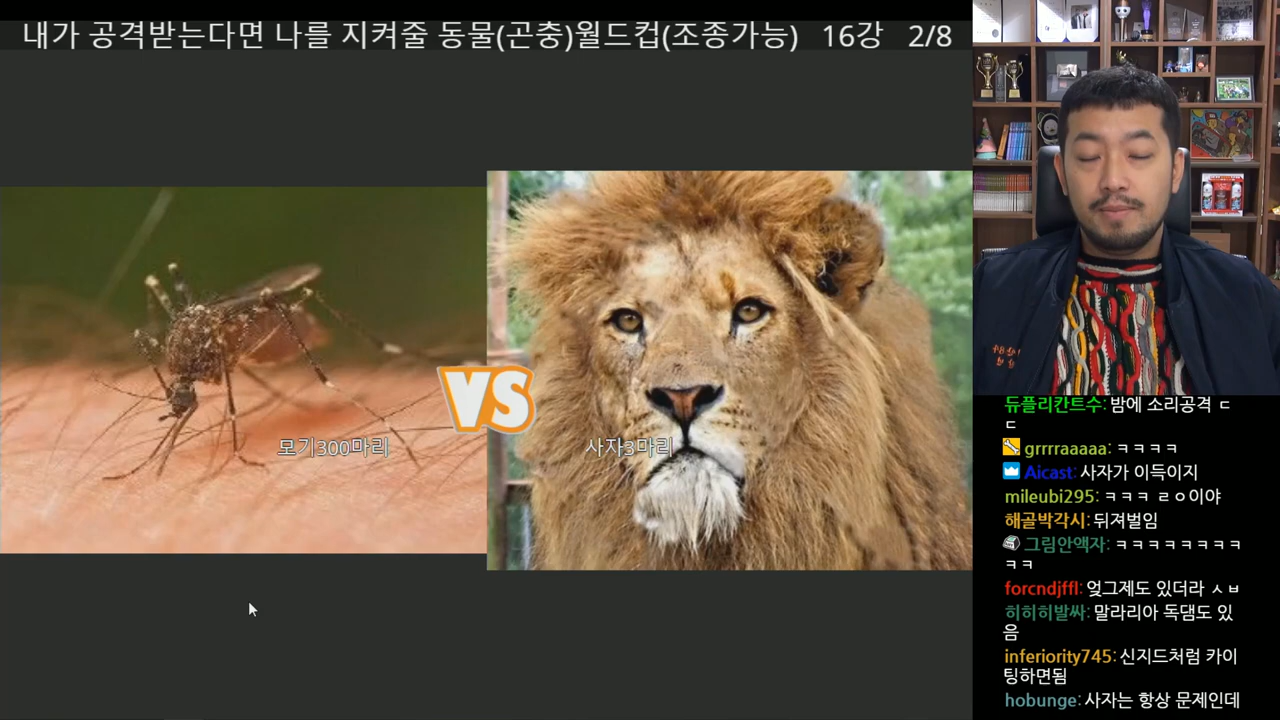 내가 공격받는다면 나를 지켜줄 동물(곤충)월드컵(조종가능) 16강 2/8
VS
모기300마리
사자3마리
듀플리칸트수: 밤에 소리공격 ㄷ
ㄷ
grrrraaaaa: ㅋㅋㅋㅋ
Aicast: 사자가 이득이지
mileubi295: ㅋㅋㅋ ㄹㅇ이야
해골박각시: 뒤져벌임
그림안액자: ㅋㅋㅋㅋㅋㅋㅋㅋ
ㅋㅋ
forcndjffl: 엊그제도 있더라 ㅅㅂ
히히히발싸: 말라리아 독댐도 있
음
inferiority745: 신지드처럼 카이
팅하면됨
hobunge: 사자는 항상 문제인데